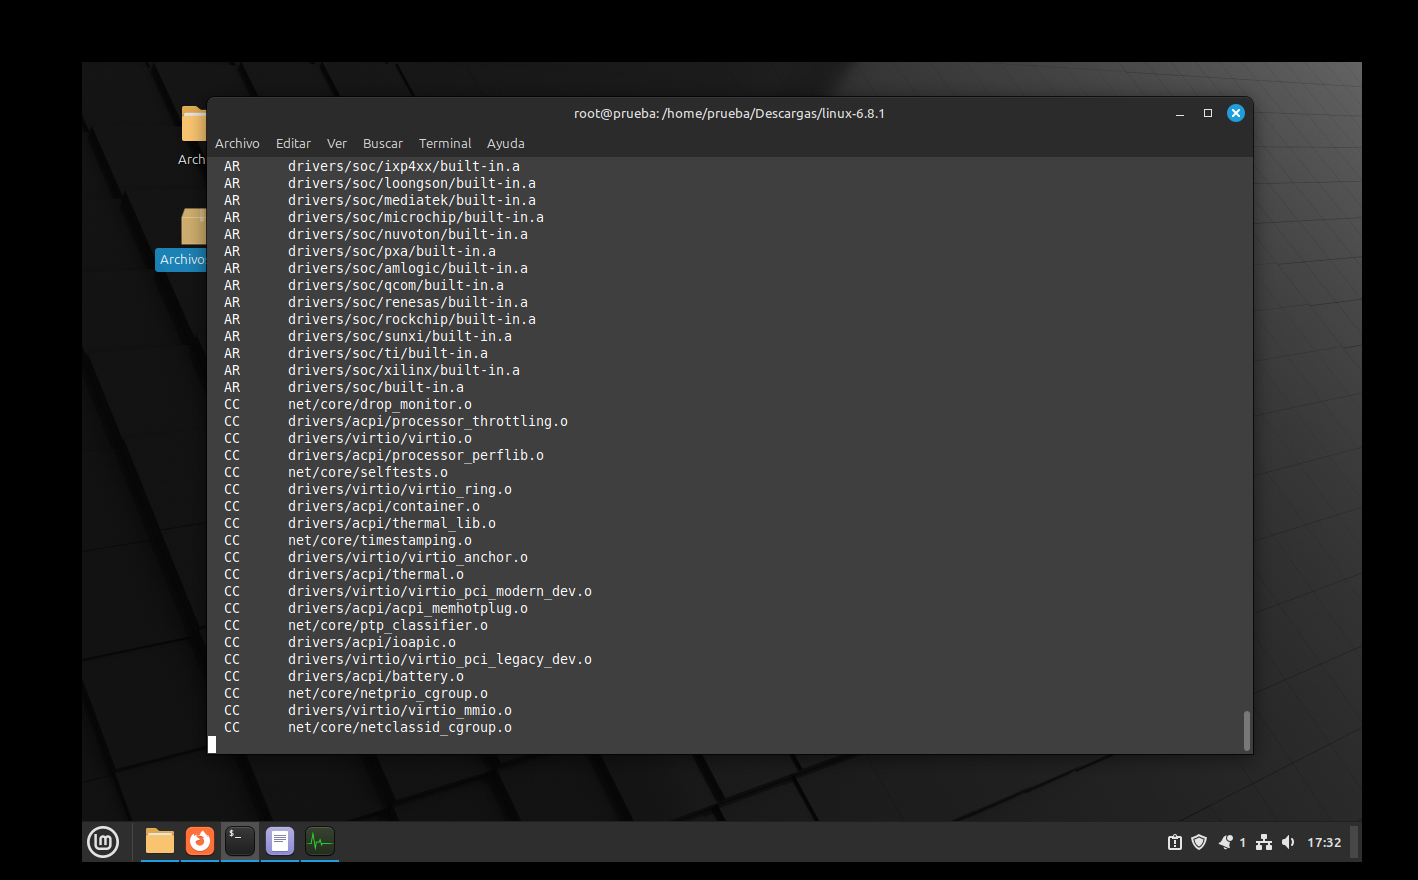 root@prueba: /home/prueba/Descargas/linux-6.8.1
Archivo Editar Ver Buscar Terminal Ayuda
AR drivers/soc/ixp4xx/built-in.a
AR drivers/soc/loongson/built-in.a
AR drivers/soc/mediatek/built-in.a
AR drivers/soc/microchip/built-in.a
AR drivers/soc/nuvoton/built-in.a
AR drivers/soc/pxa/built-in.a
AR drivers/soc/amlogic/built-in.a
AR drivers/soc/qcom/built-in.a
AR drivers/soc/renesas/built-in.a
AR drivers/soc/rockchip/built-in.a
AR drivers/soc/sunxi/built-in.a
AR drivers/soc/ti/built-in.a
AR drivers/soc/xilinx/built-in.a
AR drivers/soc/built-in.a
CC net/core/drop_monitor.o
CC drivers/acpi/processor_throttling.o
CC drivers/virtio/virtio.o
CC drivers/acpi/processor_perflib.o
CC net/core/selftests.o
CC drivers/virtio/virtio_ring.o
CC drivers/acpi/container.o
CC drivers/acpi/thermal_lib.o
CC net/core/timestamping.o
CC drivers/virtio/virtio_anchor.o
CC drivers/acpi/thermal.o
CC drivers/virtio/virtio_pci_modern_dev.o
CC drivers/acpi/acpi_memhotplug.o
CC net/core/ptp_classifier.o
CC drivers/acpi/ioapic.o
CC drivers/virtio/virtio_pci_legacy_dev.o
CC drivers/acpi/battery.o
CC net/core/netprio_cgroup.o
CC drivers/virtio/virtio_mmio.o
CC net/core/netclassid_cgroup.o
Arch
Archivo
$_
lm
1
17:32